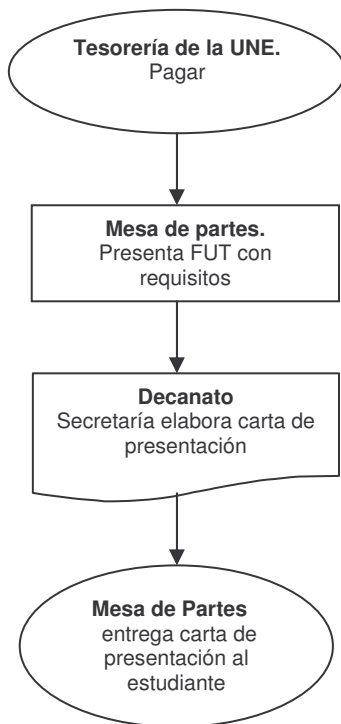 Tesorería de la UNE.
Pagar
Mesa de partes.
Presenta FUT con
requisitos
Decanato
Secretaría elabora carta de
presentación
Mesa de Partes
entrega carta de
presentación al
estudiante